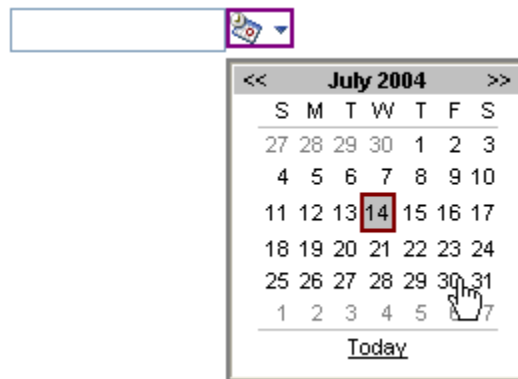 << July 2004 >>
S M T W T F S
27 28 29 30 1 2 3
4 5 6 7 8 9 10
11 12 13 14 15 16 17
18 19 20 21 22 23 24
25 26 27 28 29 30 31
1 2 3 4 5 6 7
Today